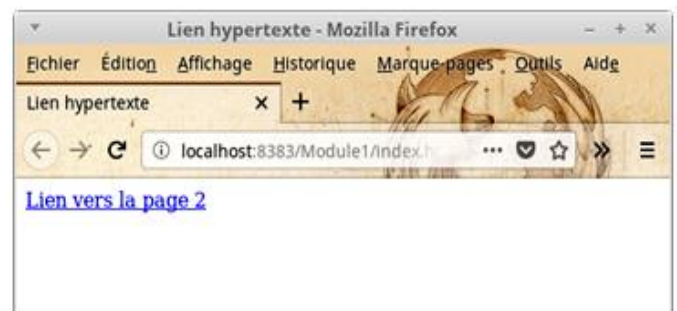 Lien hypertexte - Mozilla Firefox
Fichier Édition Affichage Historique Marque-pages Outils Aide
Lien hypertexte
localhost:8383/Module1/index.h
Lien vers la page 2